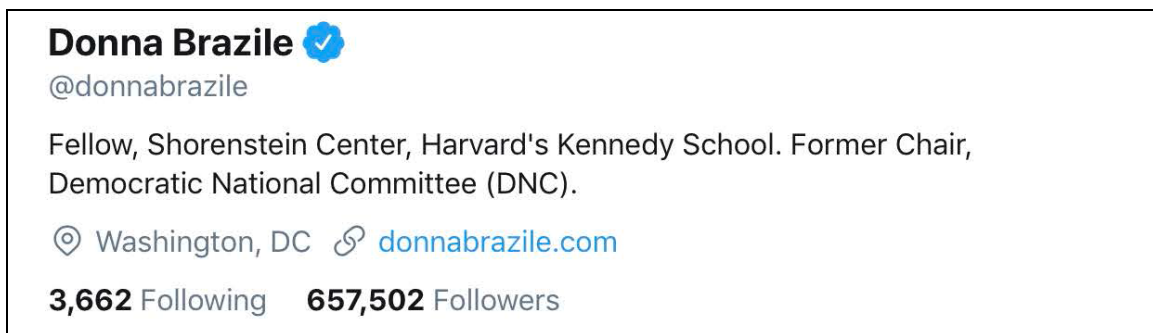 Donna Brazile
@donnabrazile
Fellow, Shorenstein Center, Harvard's Kennedy School. Former Chair,
Democratic National Committee (DNC).
Washington, DC donnabrazile.com
3,662 Following 657,502 Followers